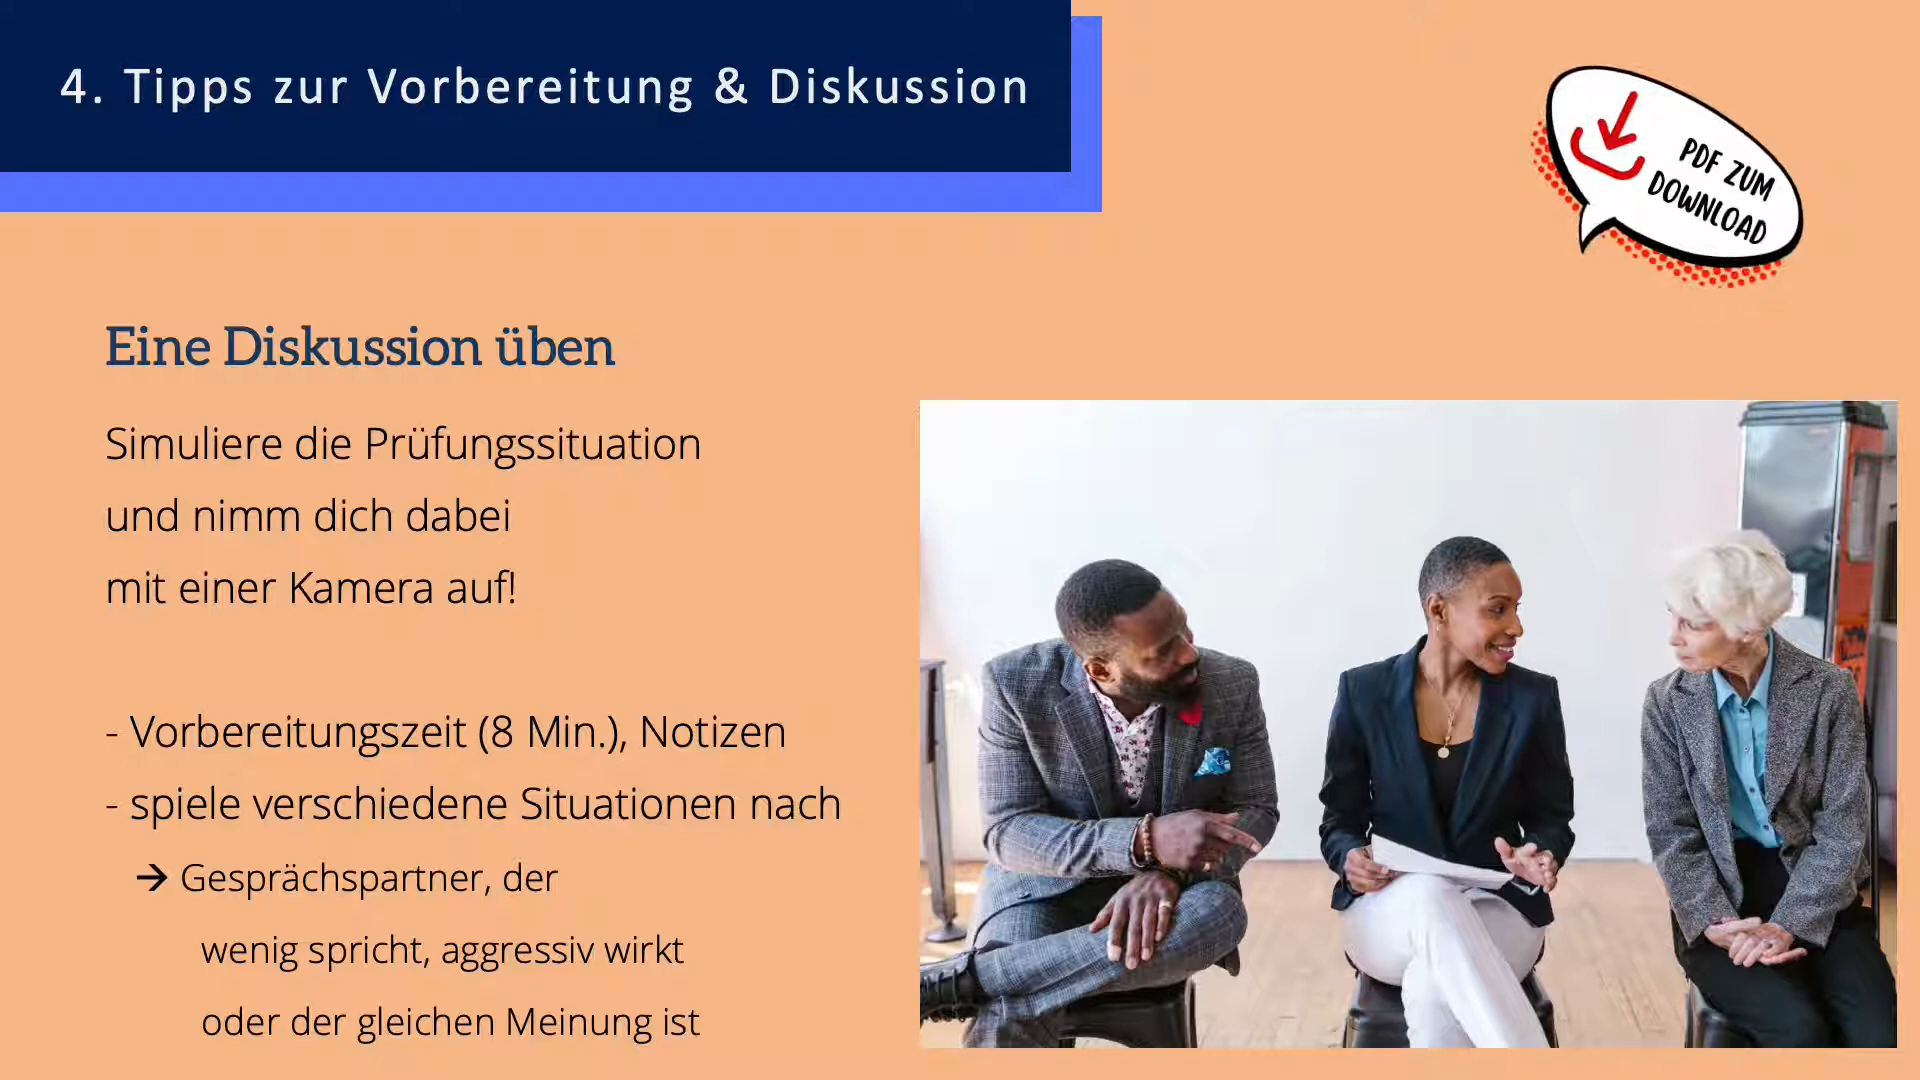 4. Tipps zur Vorbereitung & Diskussion
PDF ZUM
DOWNLOAD
Eine Diskussion üben
Simuliere die Prüfungssituation
und nimm dich dabei
mit einer Kamera auf!
- Vorbereitungszeit (8 Min.), Notizen
- spiele verschiedene Situationen nach
→ Gesprächspartner, der
wenig spricht, aggressiv wirkt
oder der gleichen Meinung ist